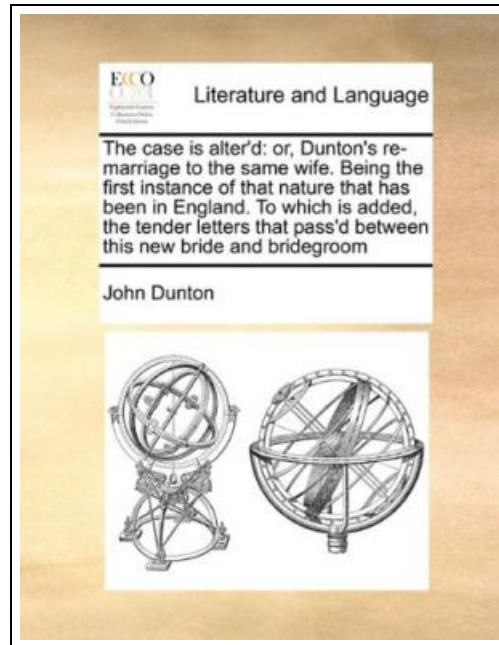 ECCO
Literature and Language
The case is alter'd: or, Dunton's re-
marriage to the same wife. Being the
first instance of that nature that has
been in England. To which is added,
the tender letters that pass'd between
this new bride and bridegroom
John Dunton